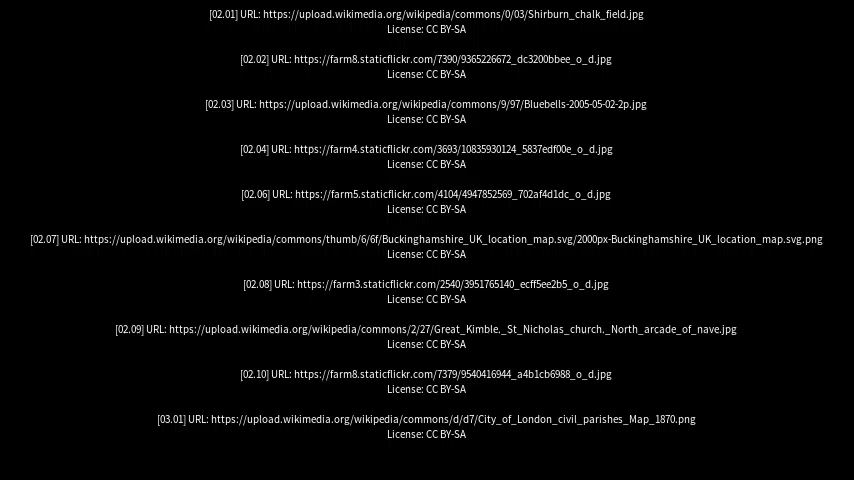 [02.01] URL: https://upload.wikimedia.org/wikipedia/commons/0/03/Shirburn_chalk_field.jpg
License: CC BY-SA
[02.02] URL: https://farm8.staticflickr.com/7390/9365226672_dc3200bbee_o_d.jpg
License: CC BY-SA
[02.03] URL: https://upload.wikimedia.org/wikipedia/commons/9/97/Bluebells-2005-05-02-2p.jpg
License: CC BY-SA
[02.04] URL: https://farm4.staticflickr.com/3693/10835930124_5837edf00e_o_d.jpg
License: CC BY-SA
[02.06] URL: https://farm5.staticflickr.com/4104/4947852569_702af4d1dc_o_d.jpg
License: CC BY-SA
[02.07] URL: https://upload.wikimedia.org/wikipedia/commons/thumb/6/6f/Buckinghamshire_UK_location_map.svg/2000px-Buckinghamshire_UK_location_map.svg.png
License: CC BY-SA
[02.08] URL: https://farm3.staticflickr.com/2540/3951765140_ecff5ee2b5_o_d.jpg
License: CC BY-SA
[02.09] URL: https://upload.wikimedia.org/wikipedia/commons/2/27/Great_Kimble,_St_Nicholas_church,_North_arcade_of_nave.jpg
License: CC BY-SA
[02.10] URL: https://farm8.staticflickr.com/7379/9540416944_a4b1cb6988_o_d.jpg
License: CC BY-SA
[03.01] URL: https://upload.wikimedia.org/wikipedia/commons/d/d7/City_of_London_civil_parishes_Map_1870.png
License: CC BY-SA